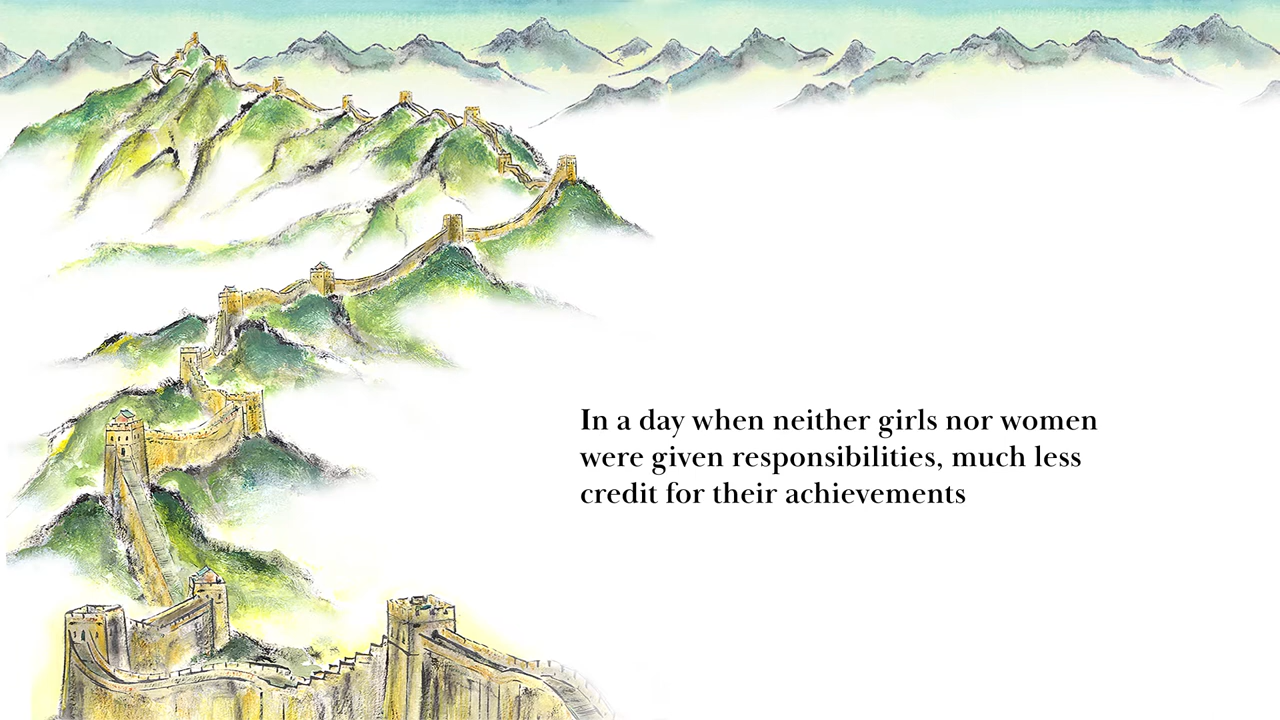 In a day when neither girls nor women
were given responsibilities, much less
credit for their achievements